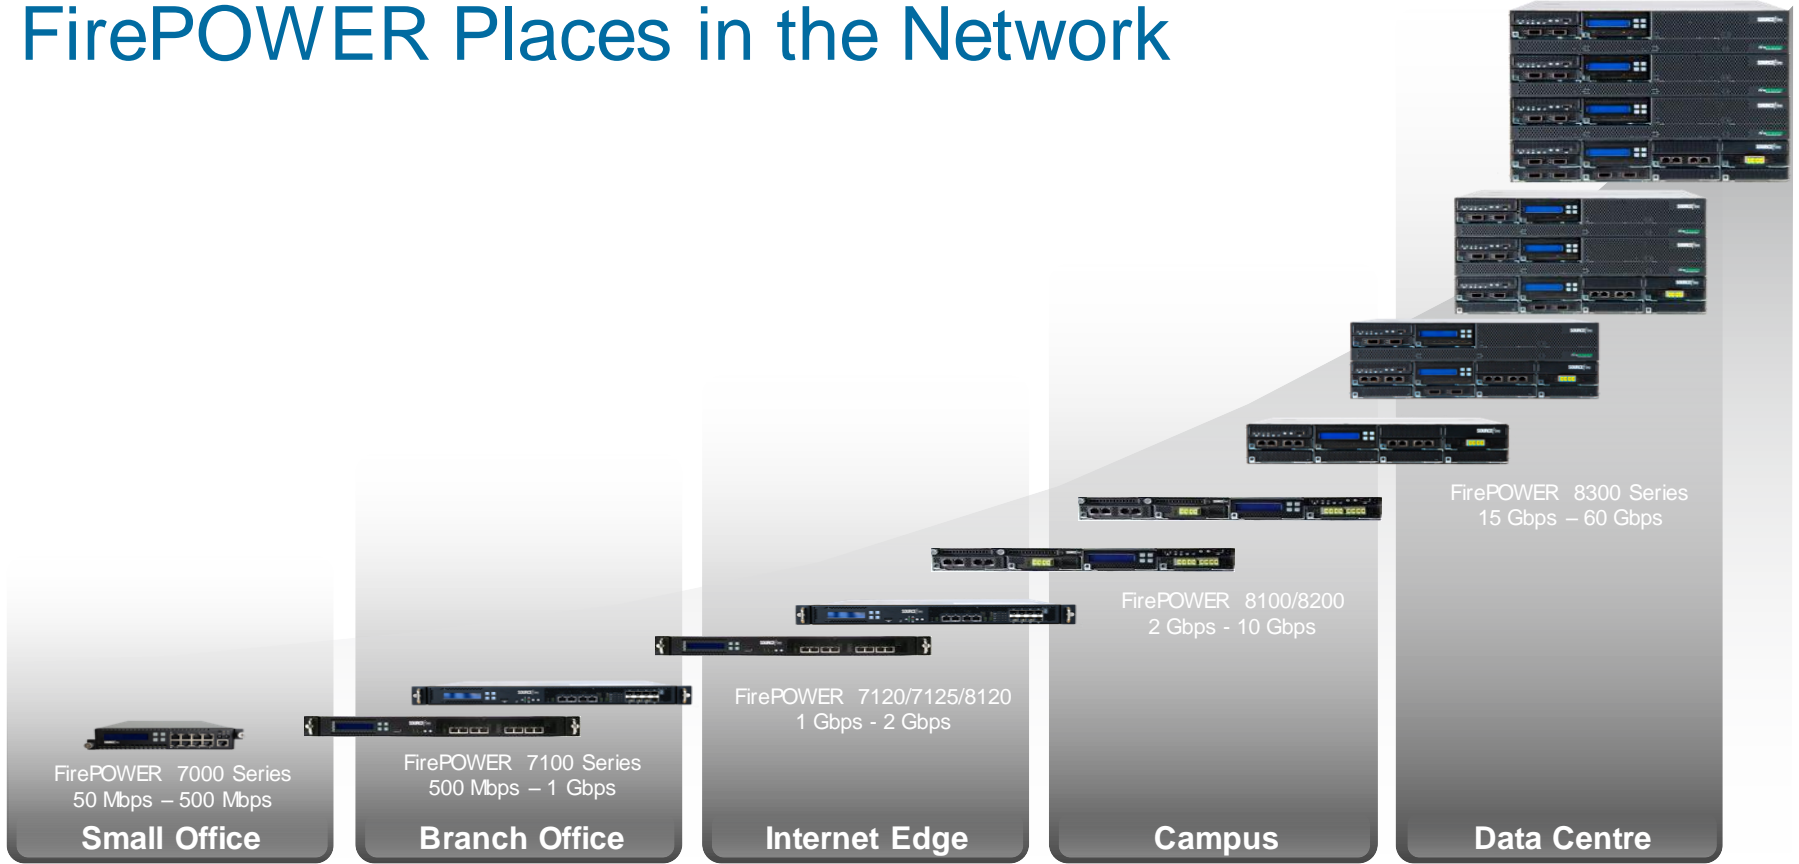 FirePOWER Places in the Network
FirePOWER 7000 Series
50 Mbps – 500 Mbps
Small Office
FirePOWER 7100 Series
500 Mbps – 1 Gbps
Branch Office
FirePOWER 7120/7125/8120
1 Gbps - 2 Gbps
Internet Edge
FirePOWER 8100/8200
2 Gbps - 10 Gbps
Campus
FirePOWER 8300 Series
15 Gbps – 60 Gbps
Data Centre